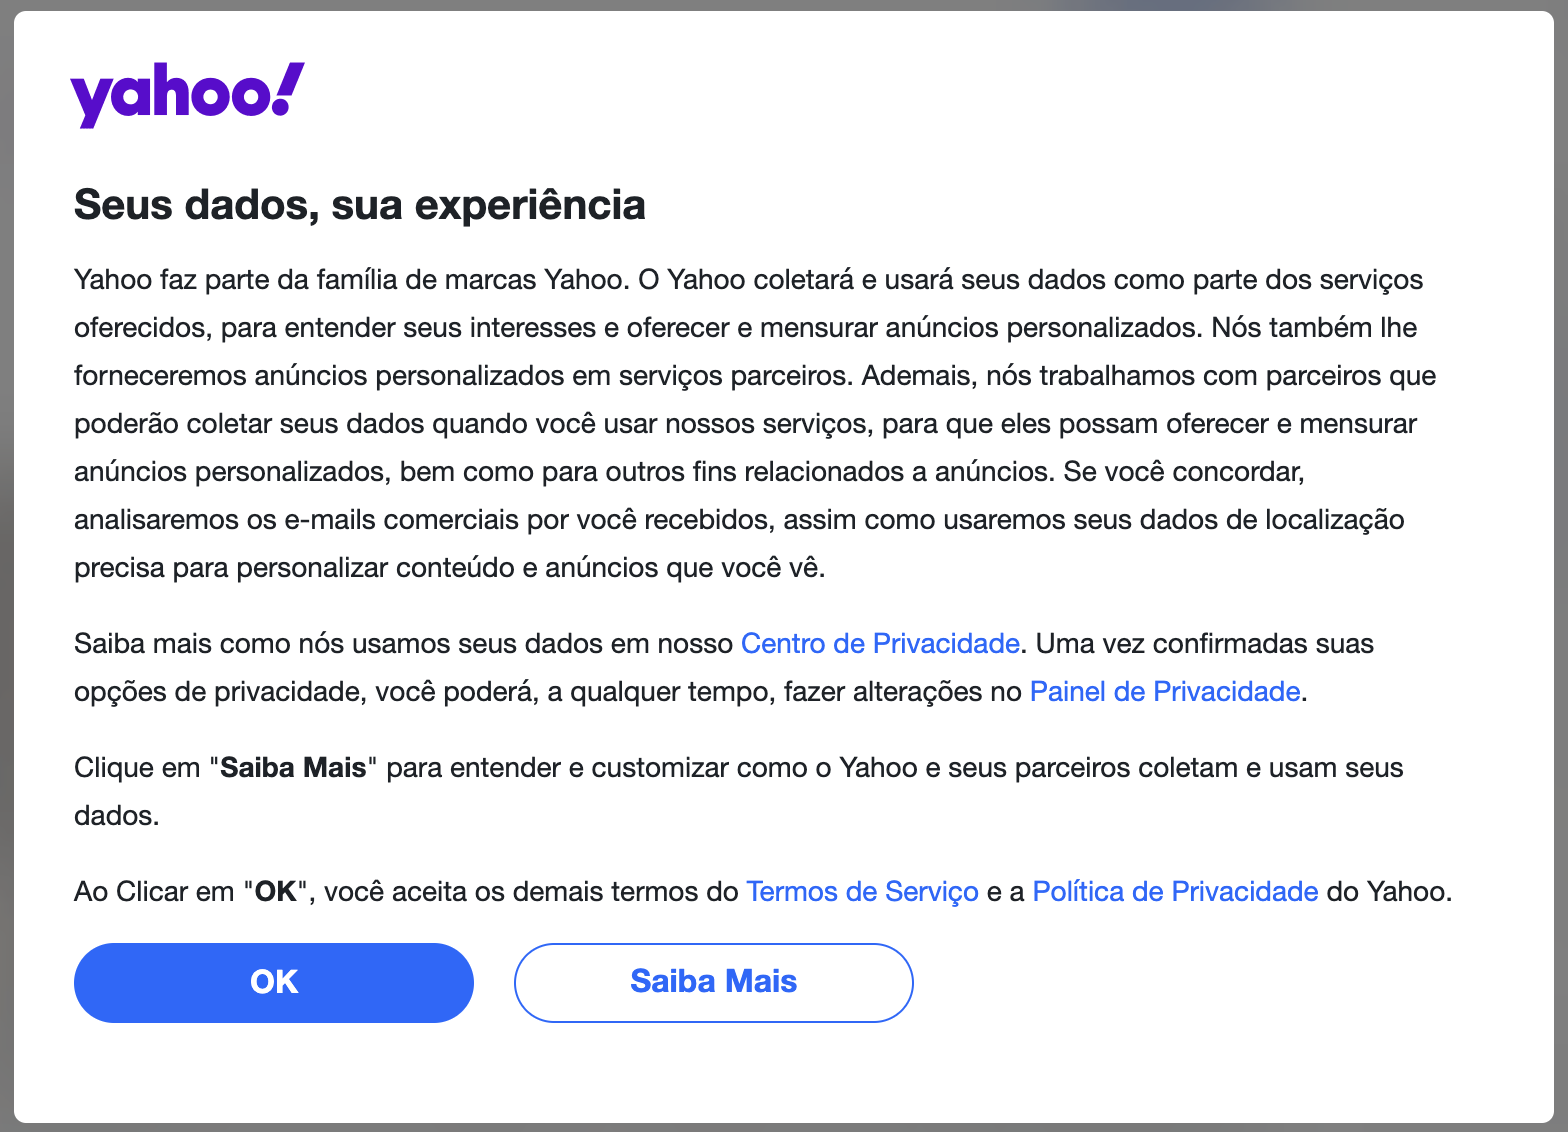 yahoo!
Seus dados, sua experiência
Yahoo faz parte da família de marcas Yahoo. O Yahoo coletará e usará seus dados como parte dos serviços
oferecidos, para entender seus interesses e oferecer e mensurar anúncios personalizados. Nós também lhe
forneceremos anúncios personalizados em serviços parceiros. Ademais, nós trabalhamos com parceiros que
poderão coletar seus dados quando você usar nossos serviços, para que eles possam oferecer e mensurar
anúncios personalizados, bem como para outros fins relacionados a anúncios. Se você concordar,
analisaremos os e-mails comerciais por você recebidos, assim como usaremos seus dados de localização
precisa para personalizar conteúdo e anúncios que você vê.
Saiba mais como nós usamos seus dados em nosso Centro de Privacidade. Uma vez confirmadas suas
opções de privacidade, você poderá, a qualquer tempo, fazer alterações no Painel de Privacidade.
Clique em "Saiba Mais" para entender e customizar como o Yahoo e seus parceiros coletam e usam seus
dados.
Ao Clicar em "OK", você aceita os demais termos do Termos de Serviço e a Política de Privacidade do Yahoo.
OK
Saiba Mais